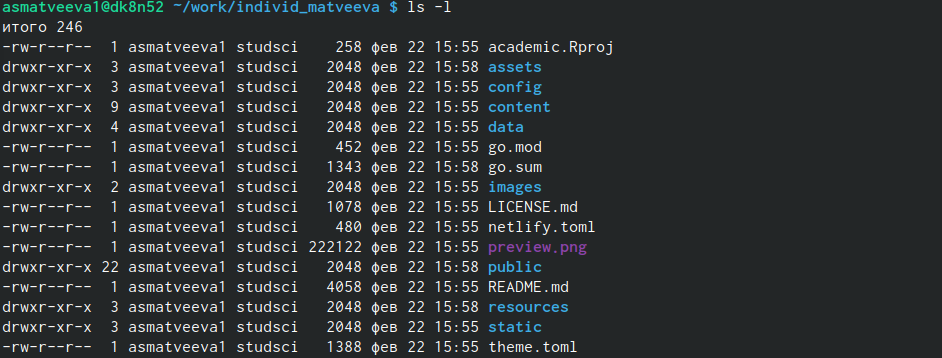 asmatveeva1@dk8n52 ~/work/individ_matveeva $ ls -l
итого 246
-rw-r--r--  1 asmatveeva1 studsci    258 фев 22 15:55 academic.Rproj
drwxr-xr-x  3 asmatveeva1 studsci   2048 фев 22 15:58 assets
drwxr-xr-x  3 asmatveeva1 studsci   2048 фев 22 15:55 config
drwxr-xr-x  9 asmatveeva1 studsci   2048 фев 22 15:55 content
drwxr-xr-x  4 asmatveeva1 studsci   2048 фев 22 15:55 data
-rw-r--r--  1 asmatveeva1 studsci    452 фев 22 15:55 go.mod
-rw-r--r--  1 asmatveeva1 studsci   1343 фев 22 15:58 go.sum
drwxr-xr-x  2 asmatveeva1 studsci   2048 фев 22 15:55 images
-rw-r--r--  1 asmatveeva1 studsci   1078 фев 22 15:55 LICENSE.md
-rw-r--r--  1 asmatveeva1 studsci    480 фев 22 15:55 netlify.toml
-rw-r--r--  1 asmatveeva1 studsci 222122 фев 22 15:55 preview.png
drwxr-xr-x 22 asmatveeva1 studsci   2048 фев 22 15:58 public
-rw-r--r--  1 asmatveeva1 studsci   4058 фев 22 15:55 README.md
drwxr-xr-x  3 asmatveeva1 studsci   2048 фев 22 15:58 resources
drwxr-xr-x  3 asmatveeva1 studsci   2048 фев 22 15:55 static
-rw-r--r--  1 asmatveeva1 studsci   1388 фев 22 15:55 theme.toml